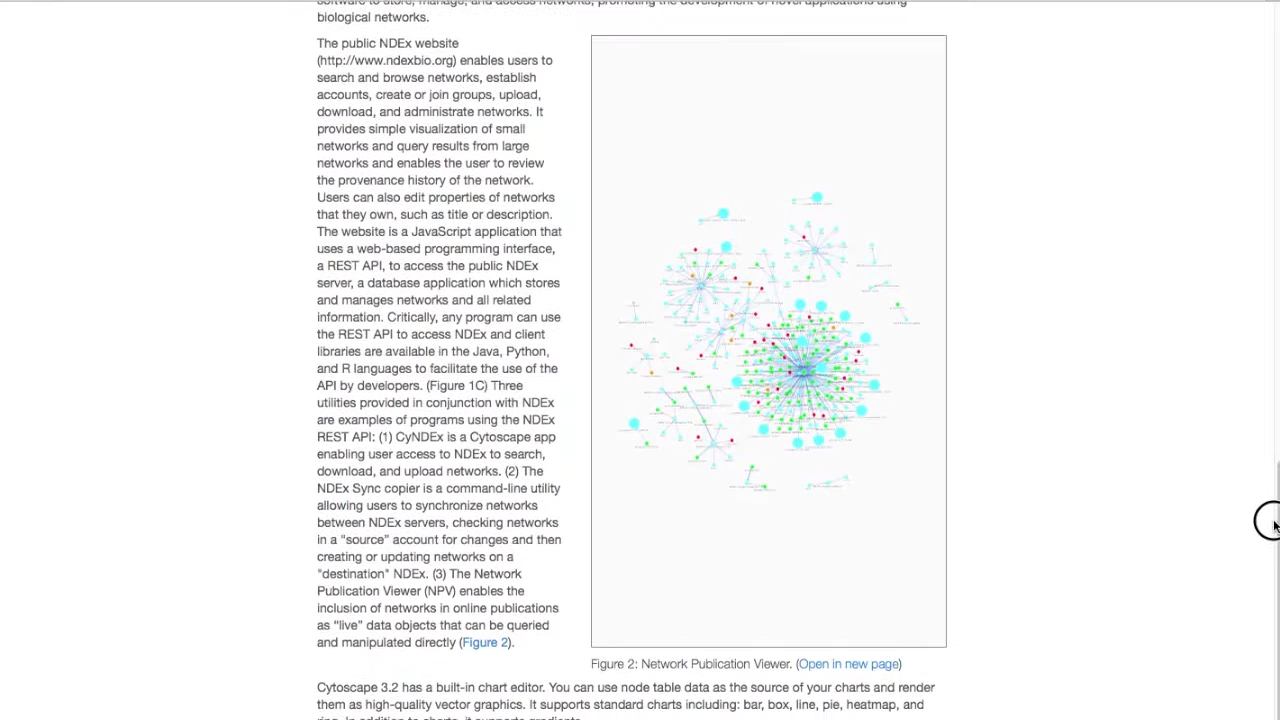 software to store, manage, and access networks, promoting the development of novel applications using
biological networks.
The public NDEx website
(http://www.ndexbio.org) enables users to
search and browse networks, establish
accounts, create or join groups, upload,
download, and administrate networks. It
provides simple visualization of small
networks and query results from large
networks and enables the user to review
the provenance history of the network.
Users can also edit properties of networks
that they own, such as title or description.
The website is a JavaScript application that
uses a web-based programming interface,
a REST API, to access the public NDEx
server, a database application which stores
and manages networks and all related
information. Critically, any program can use
the REST API to access NDEx and client
libraries are available in the Java, Python,
and R languages to facilitate the use of the
API by developers. (Figure 1C) Three
utilities provided in conjunction with NDEx
are examples of programs using the NDEx
REST API: (1) CyNDEx is a Cytoscape app
enabling user access to NDEx to search,
download, and upload networks. (2) The
NDEx Sync copier is a command-line utility
allowing users to synchronize networks
between NDEx servers, checking networks
in a “source” account for changes and then
creating or updating networks on a
"destination" NDEx. (3) The Network
Publication Viewer (NPV) enables the
inclusion of networks in online publications
as “live” data objects that can be queried
and manipulated directly (Figure 2).
Figure 2: Network Publication Viewer. (Open in new page)
Cytoscape 3.2 has a built-in chart editor. You can use node table data as the source of your charts and render
them as high-quality vector graphics. It supports standard charts including: bar, box, line, pie, heatmap, and
ring. In addition to charts, it supports gradients.